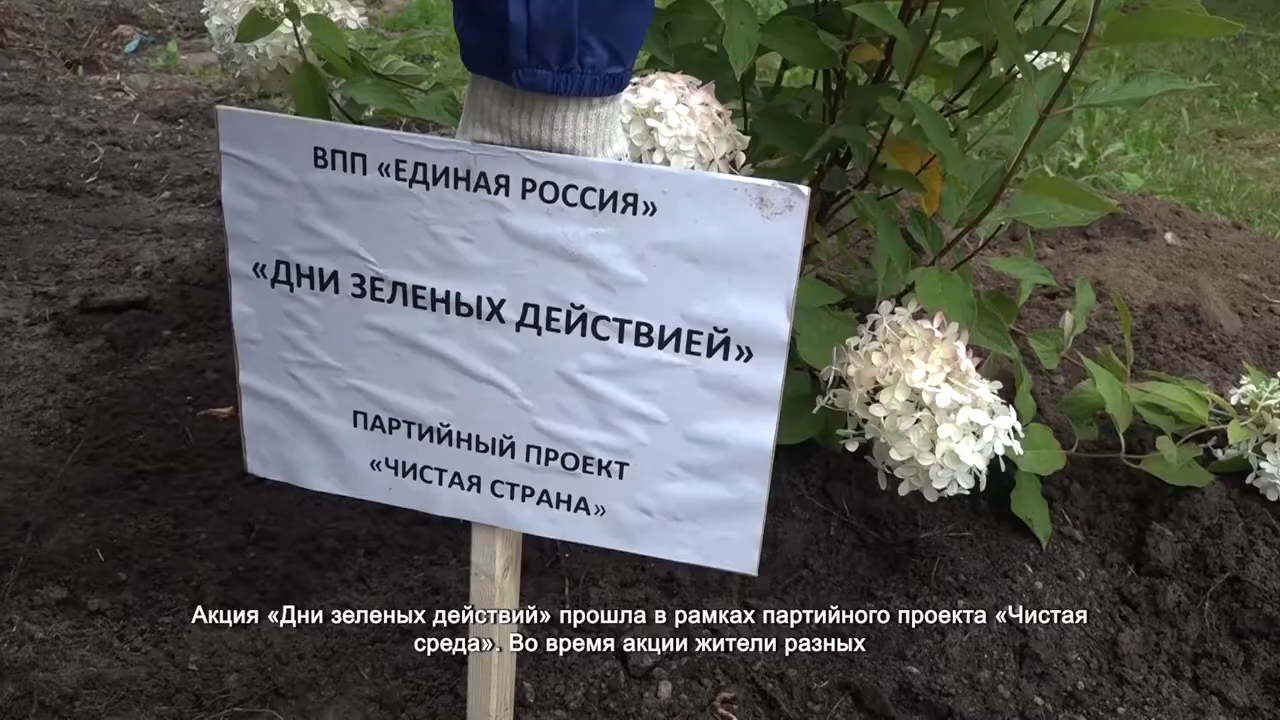 ВПП «ЕДИНАЯ РОССИЯ»
«ДНИ ЗЕЛЕНЫХ ДЕЙСТВИЕЙ»
ПАРТИЙНЫЙ ПРОЕКТ
«ЧИСТАЯ СТРАНА»
Акция «Дни зеленых действий» прошла в рамках партийного проекта «Чистая
среда». Во время акции жители разных